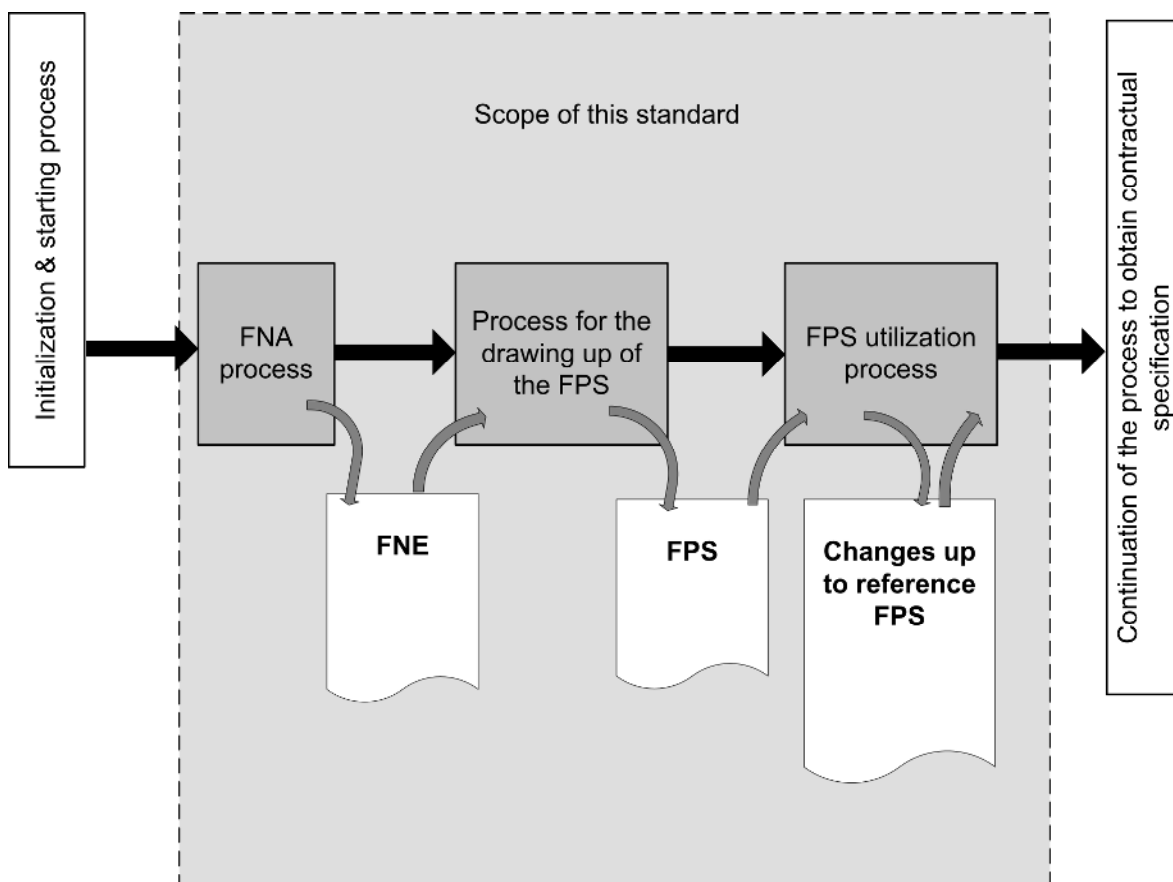 Initialization & starting process
Scope of this standard
FNA
process
Process for the
drawing up of
the FPS
FPS utilization
process
FNE
FPS
Changes up
to reference
FPS
Continuation of the process to obtain contractual
specification